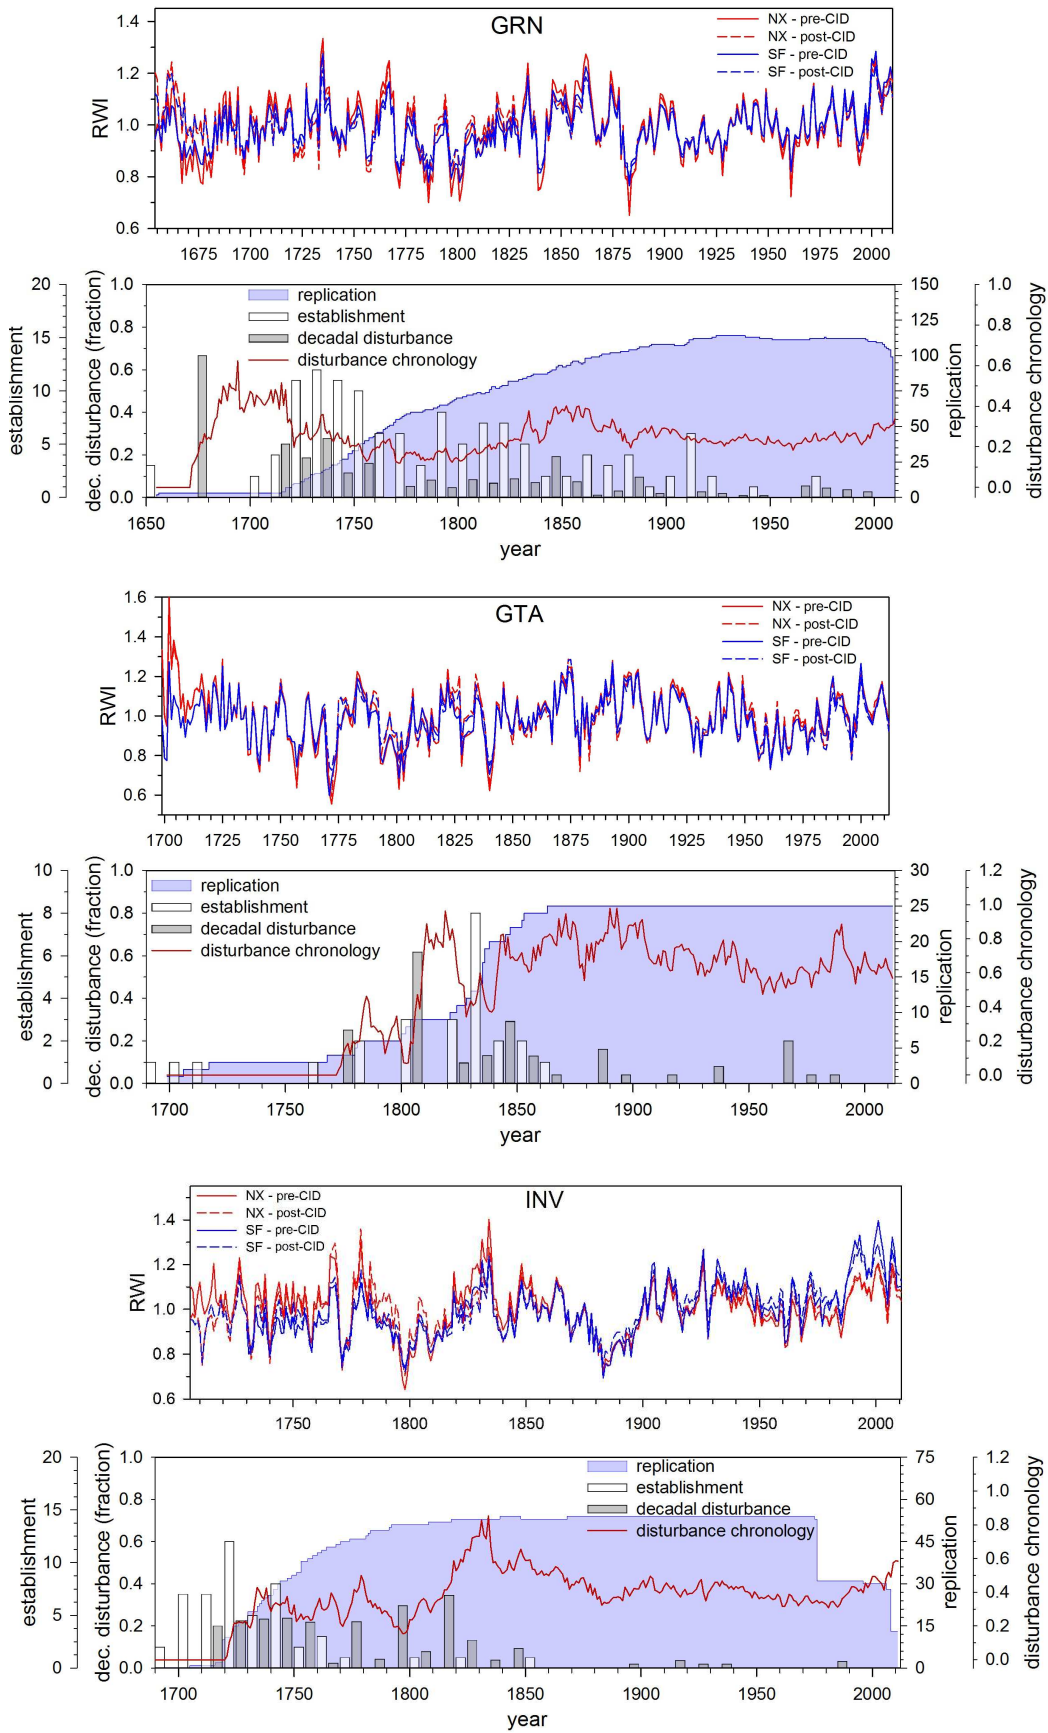 GRN
NX - pre-CID
NX - post-CID
SF - pre-CID
SF - post-CID
RWI
1.4
1.2
1.0
0.8
0.6
1675 1700 1725 1750 1775 1800 1825 1850 1875 1900 1925 1950 1975 2000
establishment
20
15
10
5
0
dec. disturbance (fraction)
1.0
0.8
0.6
0.4
0.2
0.0
replication
establishment
decadal disturbance
disturbance chronology
150
125
100
75
50
25
0
replication
1.0
0.8
0.6
0.4
0.2
0.0
disturbance chronology
1650 1700 1750 1800 1850 1900 1950 2000
year
GTA
NX - pre-CID
NX - post-CID
SF - pre-CID
SF - post-CID
RWI
1.6
1.4
1.2
1.0
0.8
0.6
1700 1725 1750 1775 1800 1825 1850 1875 1900 1925 1950 1975 2000
establishment
10
8
6
4
2
0
dec. disturbance (fraction)
1.0
0.8
0.6
0.4
0.2
0.0
replication
establishment
decadal disturbance
disturbance chronology
30
25
20
15
10
5
0
replication
1.2
1.0
0.8
0.6
0.4
0.2
0.0
disturbance chronology
1700 1750 1800 1850 1900 1950 2000
year
INV
NX - pre-CID
NX - post-CID
SF - pre-CID
SF - post-CID
RWI
1.4
1.2
1.0
0.8
0.6
1750 1800 1850 1900 1950 2000
establishment
20
15
10
5
0
dec. disturbance (fraction)
1.0
0.8
0.6
0.4
0.2
0.0
replication
establishment
decadal disturbance
disturbance chronology
75
60
45
30
15
0
replication
1.2
1.0
0.8
0.6
0.4
0.2
0.0
disturbance chronology
1700 1750 1800 1850 1900 1950 2000
year